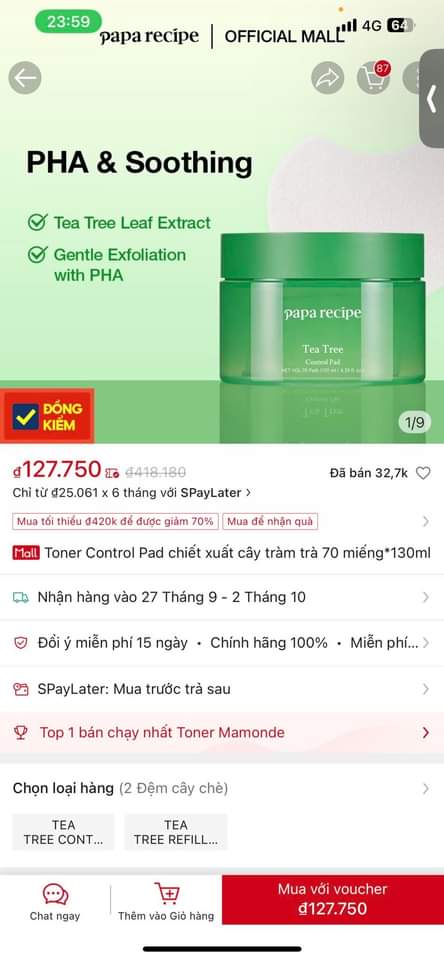 23:59
papa recipe | OFFICIAL MALL
4G 64
87
PHA & Soothing
Tea Tree Leaf Extract
Gentle Exfoliation
with PHA
papa recipe
Tea Tree
Control Pad
ĐỒNG
KIỂM
1/9
₫127.750 ₫418.180
Đã bán 32,7k
Chỉ từ ₫25.061 x 6 tháng với SPayLater >
Mua tối thiểu ₫420k để được giảm 70% Mua để nhận quà
Mall Toner Control Pad chiết xuất cây tràm trà 70 miếng*130ml
Nhận hàng vào 27 Tháng 9 - 2 Tháng 10
Đổi ý miễn phí 15 ngày • Chính hãng 100% • Miễn phí...
SPayLater: Mua trước trả sau
Top 1 bán chạy nhất Toner Mamonde
Chọn loại hàng (2 Đệm cây chè)
TEA
TREE CONT...
TEA
TREE REFILL...
Chat ngay
Thêm vào Giỏ hàng
Mua với voucher
₫127.750